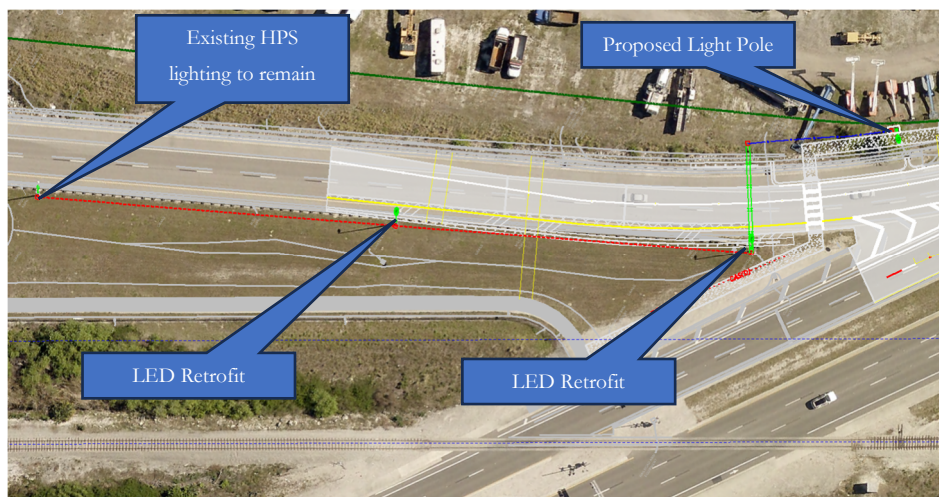 Existing HPS
lighting to remain
Proposed Light Pole
LED Retrofit
LED Retrofit